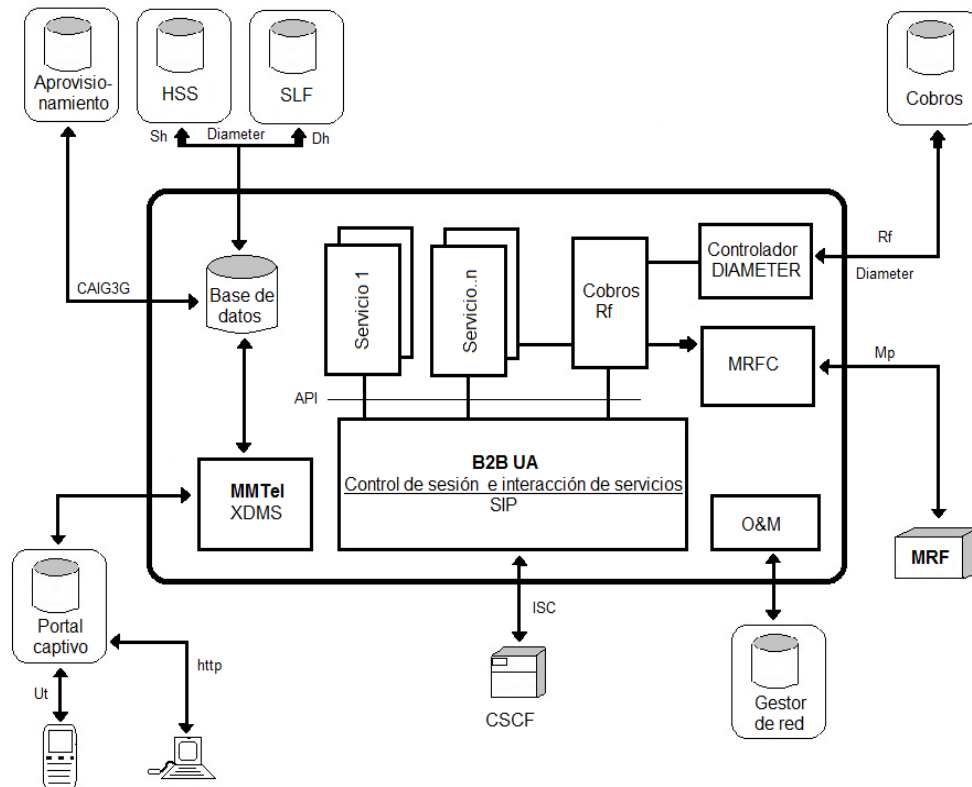 Aprovisio-
namiento
HSS
SLF
Cobros
Sh
Diameter
Dh
CAIG3G
Base de
datos
Servicio 1
Servicio..n
Cobros
Rf
Controlador
DIAMETER
Rf
Diameter
MRFC
Mp
API
MMTel
XDMS
B2B UA
Control de sesión e interacción de servicios
SIP
O&M
MRF
Portal
captivo
ISC
http
Ut
CSCF
Gestor
de red